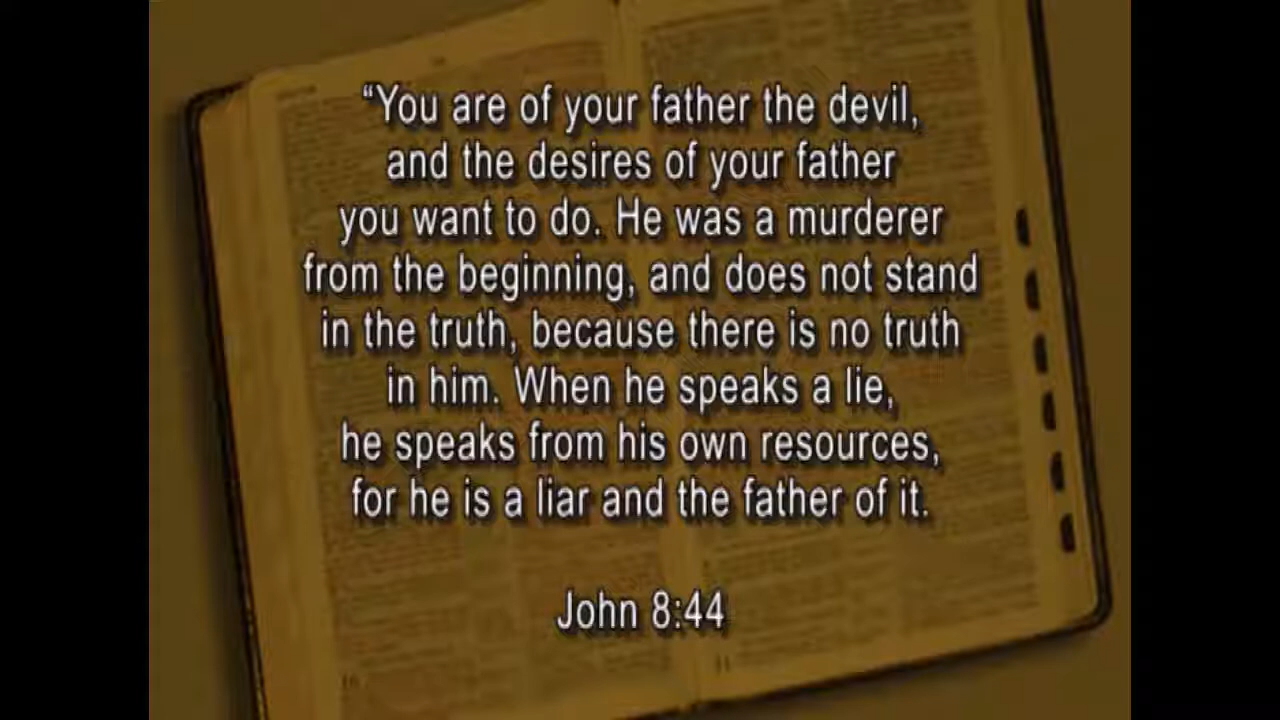 “You are of your father the devil,
and the desires of your father
you want to do. He was a murderer
from the beginning, and does not stand
in the truth, because there is no truth
in him. When he speaks a lie,
he speaks from his own resources,
for he is a liar and the father of it.
John 8:44